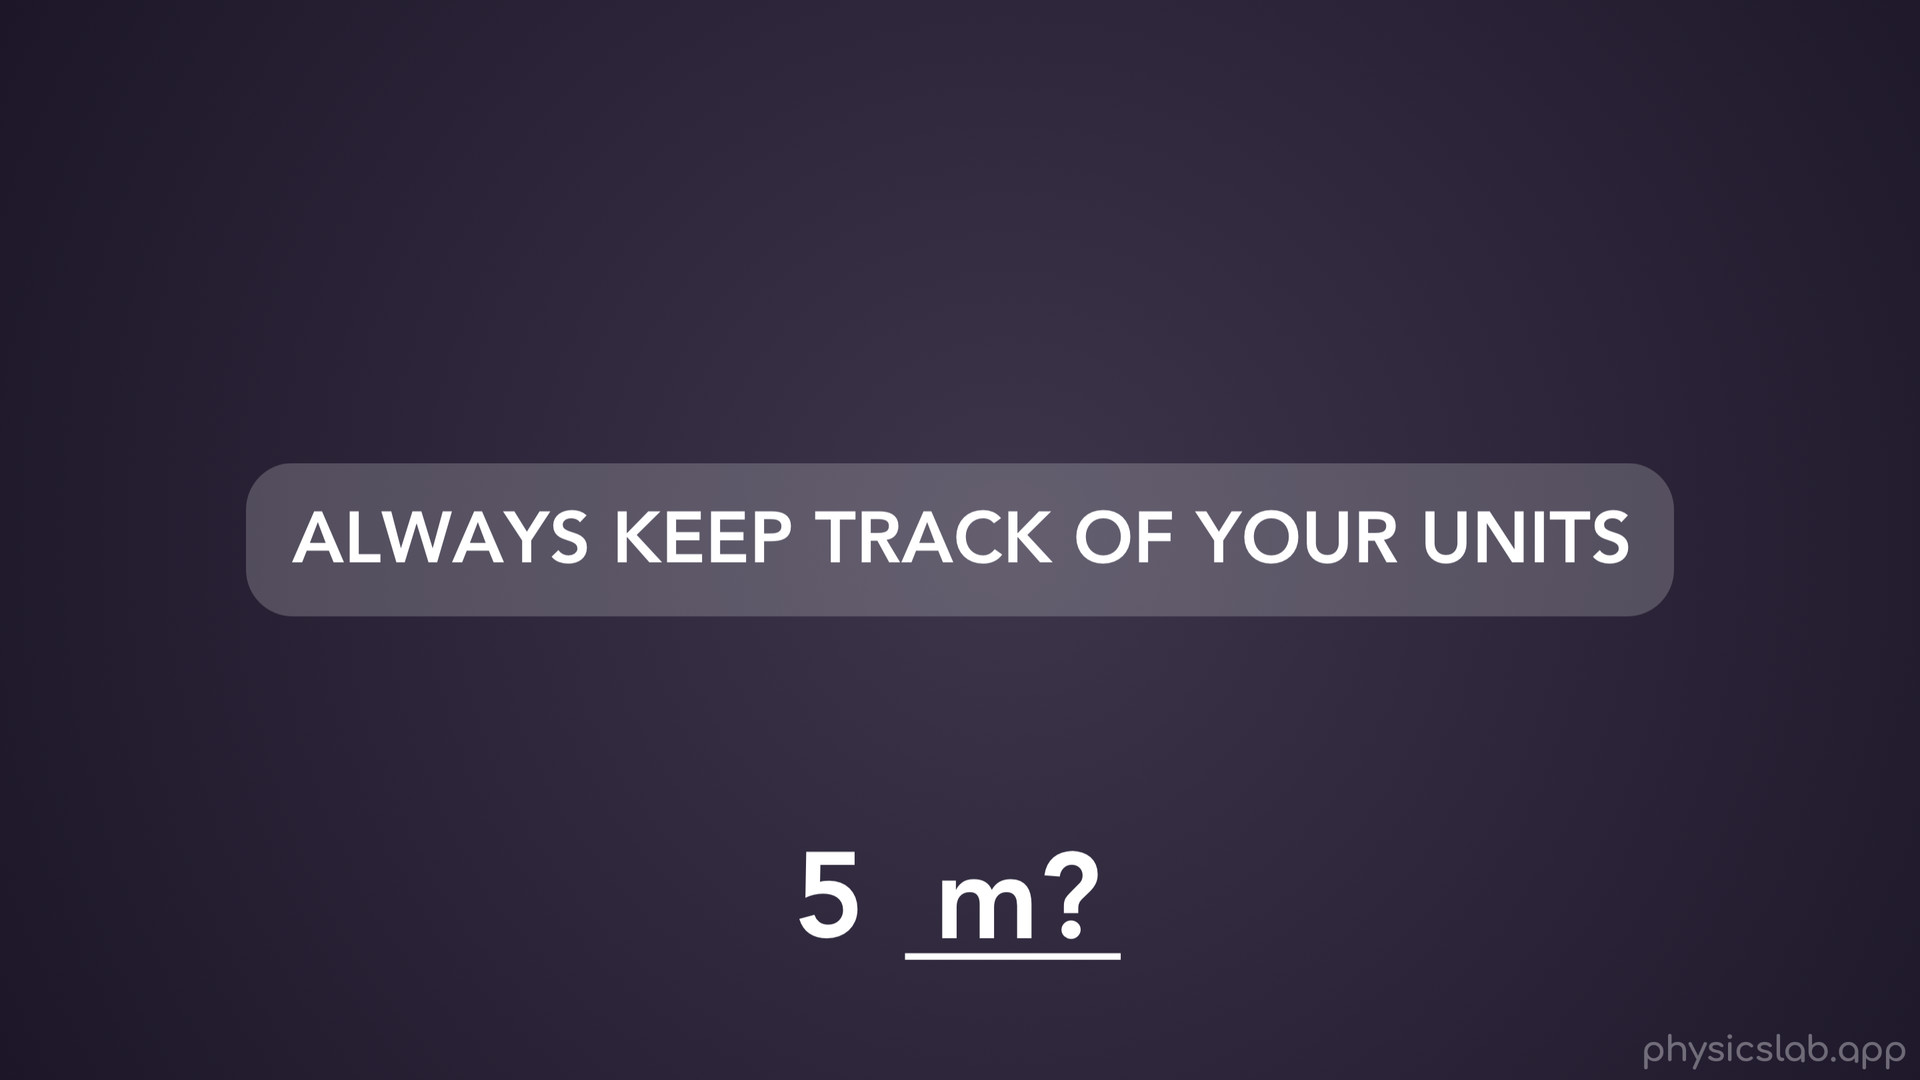 ALWAYS KEEP TRACK OF YOUR UNITS
5 m?
physicslab.app